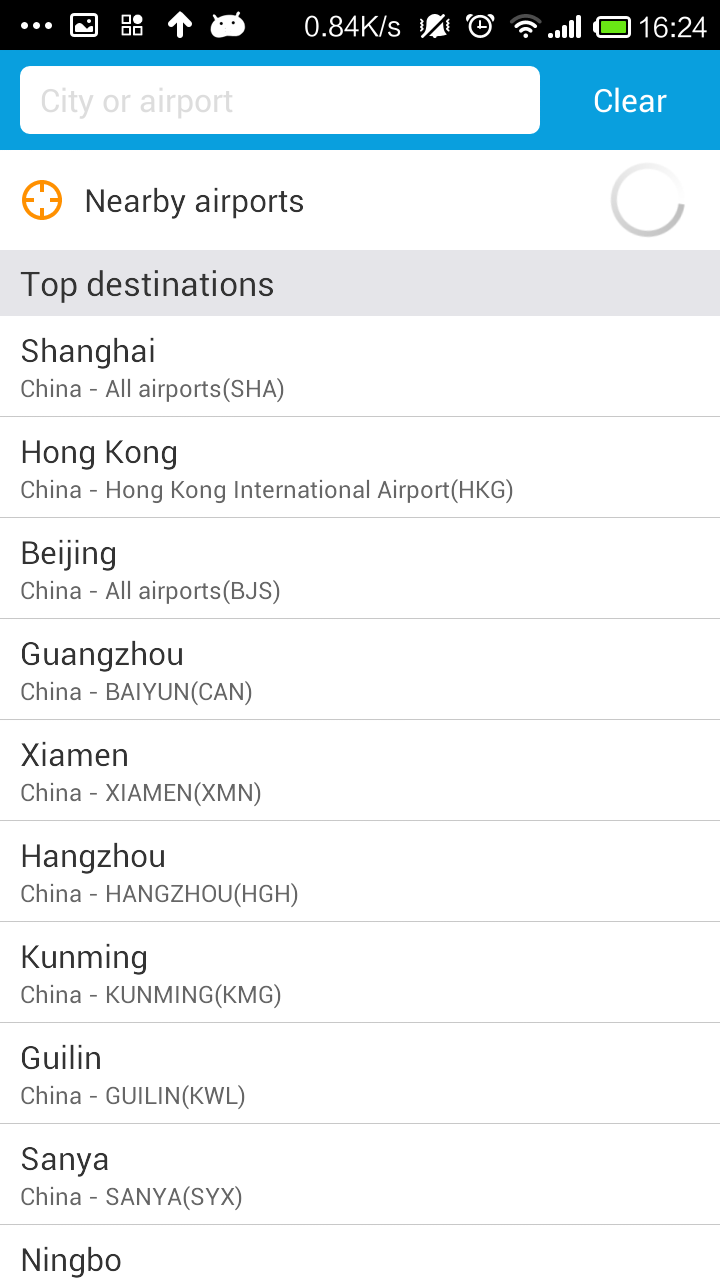 0.84K/s 16:24
City or airport Clear
Nearby airports
Top destinations
Shanghai
China - All airports(SHA)
Hong Kong
China - Hong Kong International Airport(HKG)
Beijing
China - All airports(BJS)
Guangzhou
China - BAIYUN(CAN)
Xiamen
China - XIAMEN(XMN)
Hangzhou
China - HANGZHOU(HGH)
Kunming
China - KUNMING(KMG)
Guilin
China - GUILIN(KWL)
Sanya
China - SANYA(SYX)
Ningbo